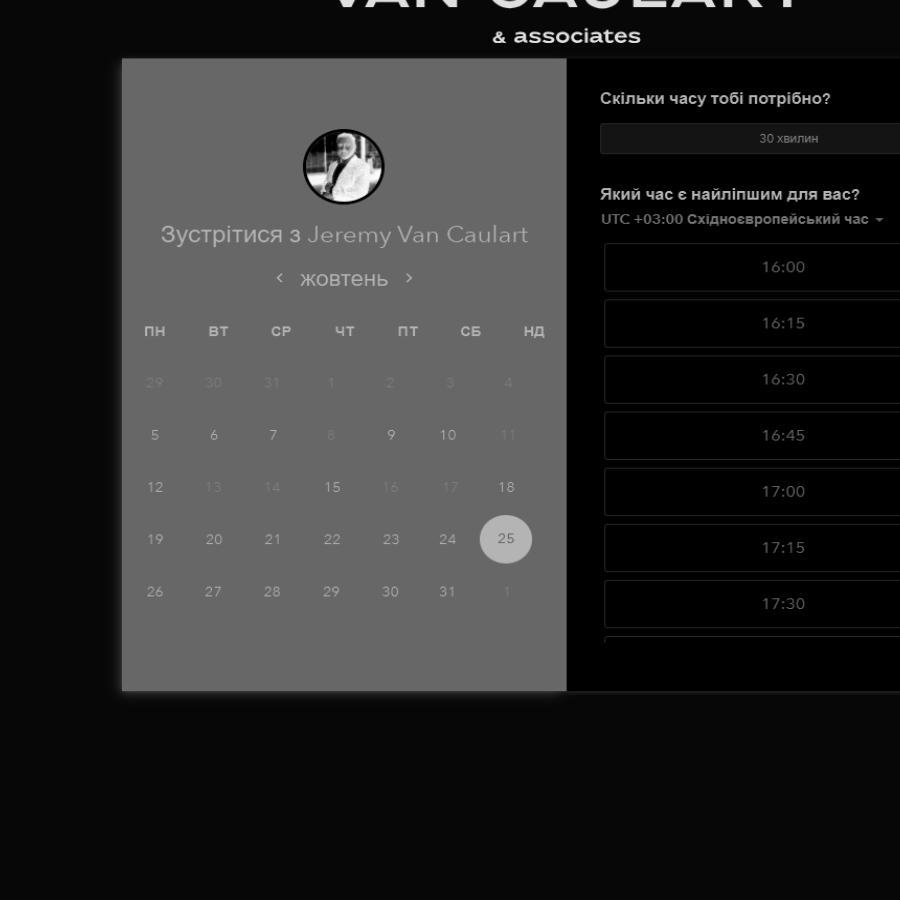 VAN CAULART
& associates
Зустрітися з Jeremy Van Caulart
жовтень
ПН ВТ СР ЧТ ПТ СБ НД
29 30 31 1 2 3 4
5 6 7 8 9 10 11
12 13 14 15 16 17 18
19 20 21 22 23 24 25
26 27 28 29 30 31 1
Скільки часу тобі потрібно?
30 хвилин
Який час є найліпшим для вас?
UTC +03:00 Східноєвропейський час
16:00
16:15
16:30
16:45
17:00
17:15
17:30